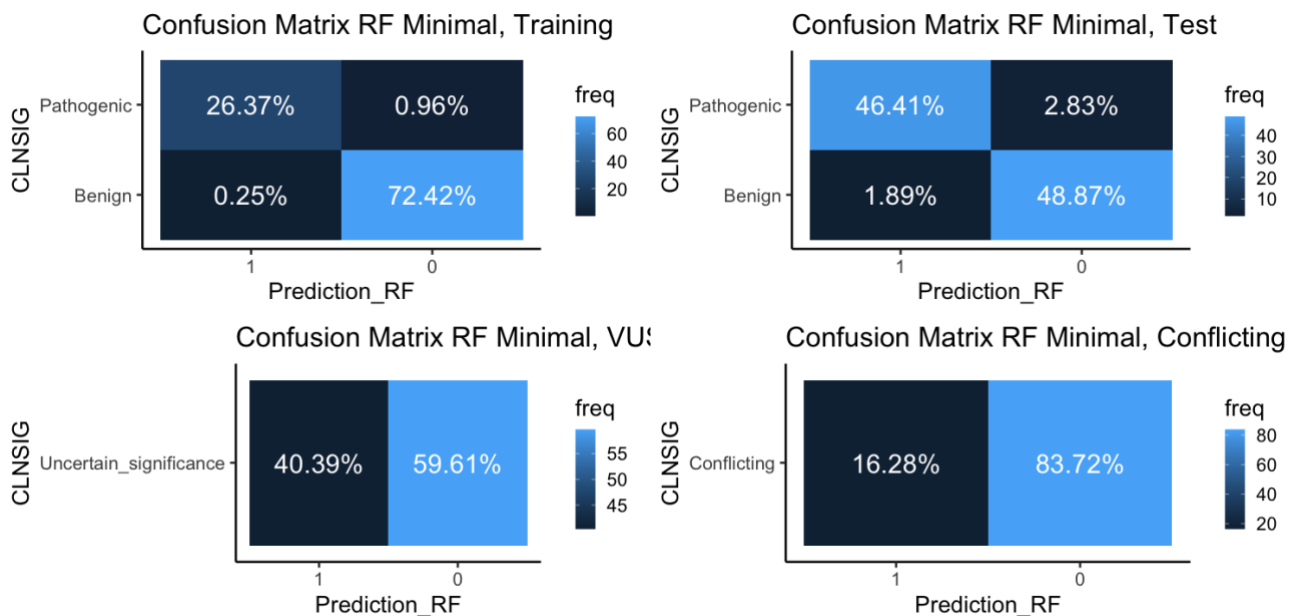 Confusion Matrix RF Minimal, Training
CLNSIG
Pathogenic
26.37%
0.96%
Benign
0.25%
72.42%
1
0
Prediction_RF
freq
60
40
20
Confusion Matrix RF Minimal, Test
CLNSIG
Pathogenic
46.41%
2.83%
Benign
1.89%
48.87%
1
0
Prediction_RF
freq
40
30
20
10
Confusion Matrix RF Minimal, VUS
CLNSIG
Uncertain_significance
40.39%
59.61%
1
0
Prediction_RF
freq
55
50
45
Confusion Matrix RF Minimal, Conflicting
CLNSIG
Conflicting
16.28%
83.72%
1
0
Prediction_RF
freq
80
60
40
20